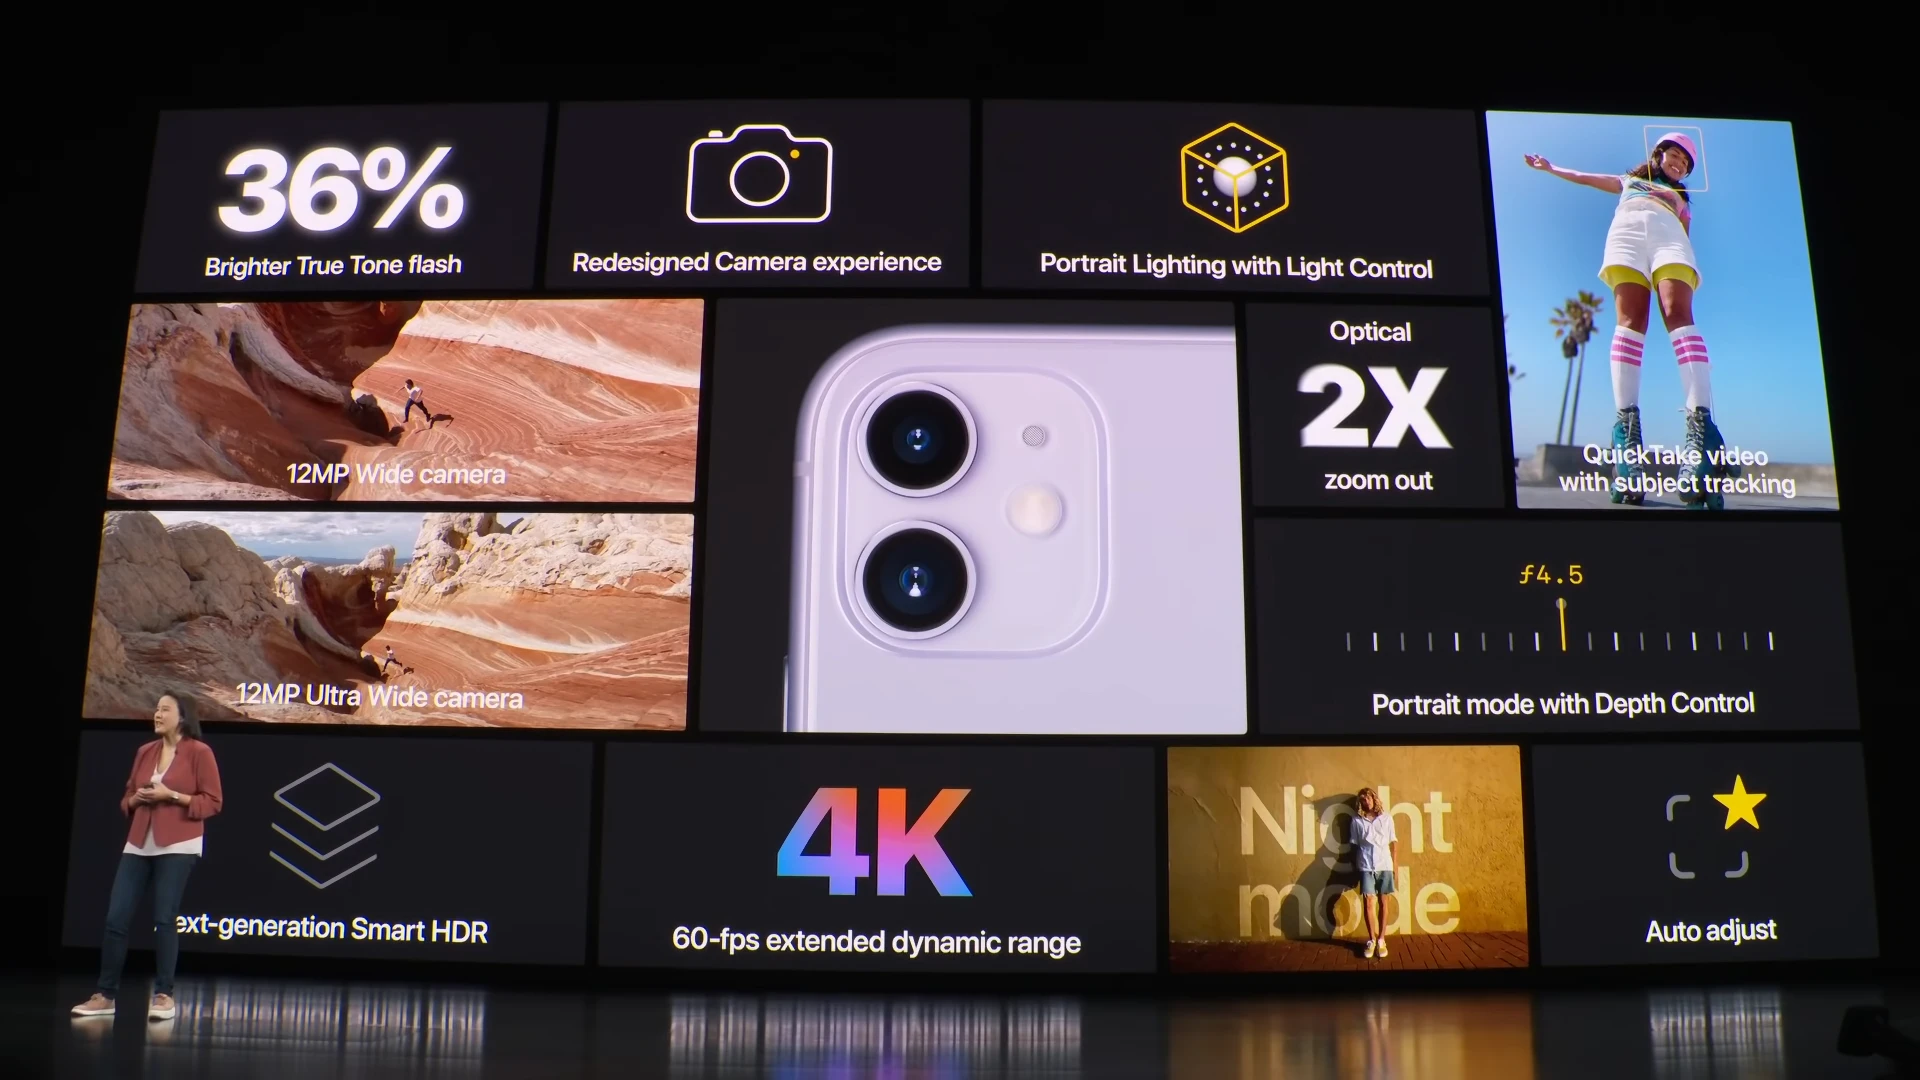 36%
Brighter True Tone flash
Redesigned Camera experience
Portrait Lighting with Light Control
QuickTake video
with subject tracking
12MP Wide camera
Optical
2X
zoom out
12MP Ultra Wide camera
ƒ4.5
Portrait mode with Depth Control
ext-generation Smart HDR
4K
60-fps extended dynamic range
Night
mode
Auto adjust